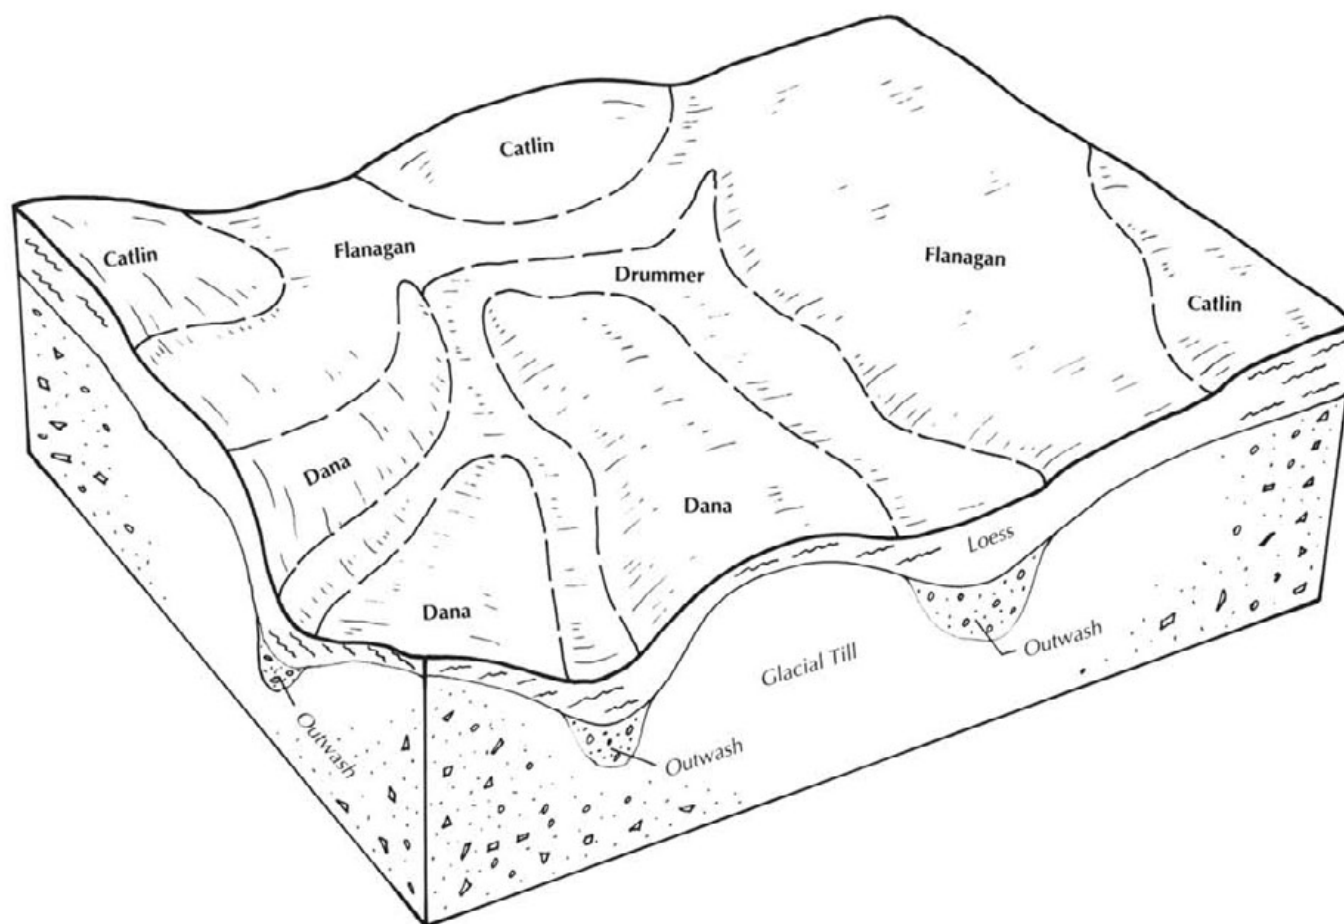 Catlin
Catlin
Flanagan
Drummer
Flanagan
Catlin
Dana
Dana
Dana
Loess
Glacial Till
Outwash
Outwash
Outwash